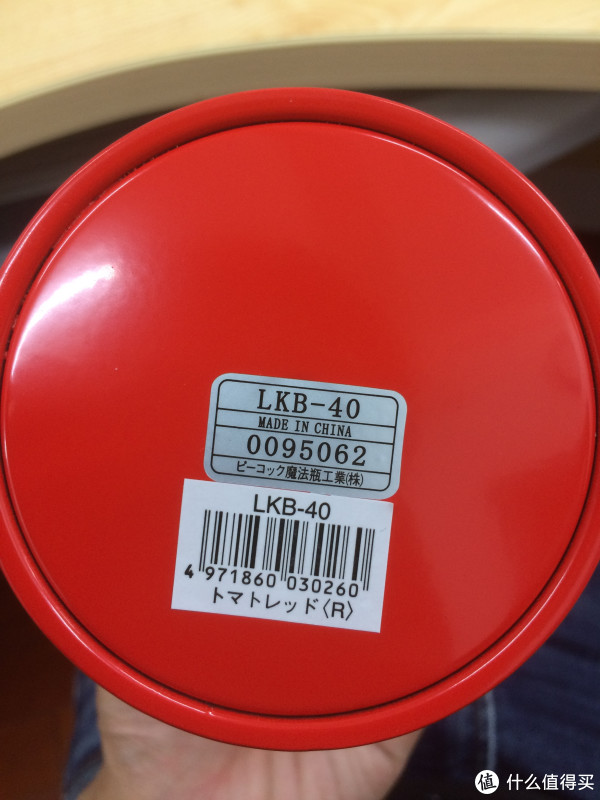 LKB-40
MADE IN CHINA
0095062
ピーコック魔法瓶工業(株)
LKB-40
4 971860 030260
トマトレッド〈R〉
值 什么值得买